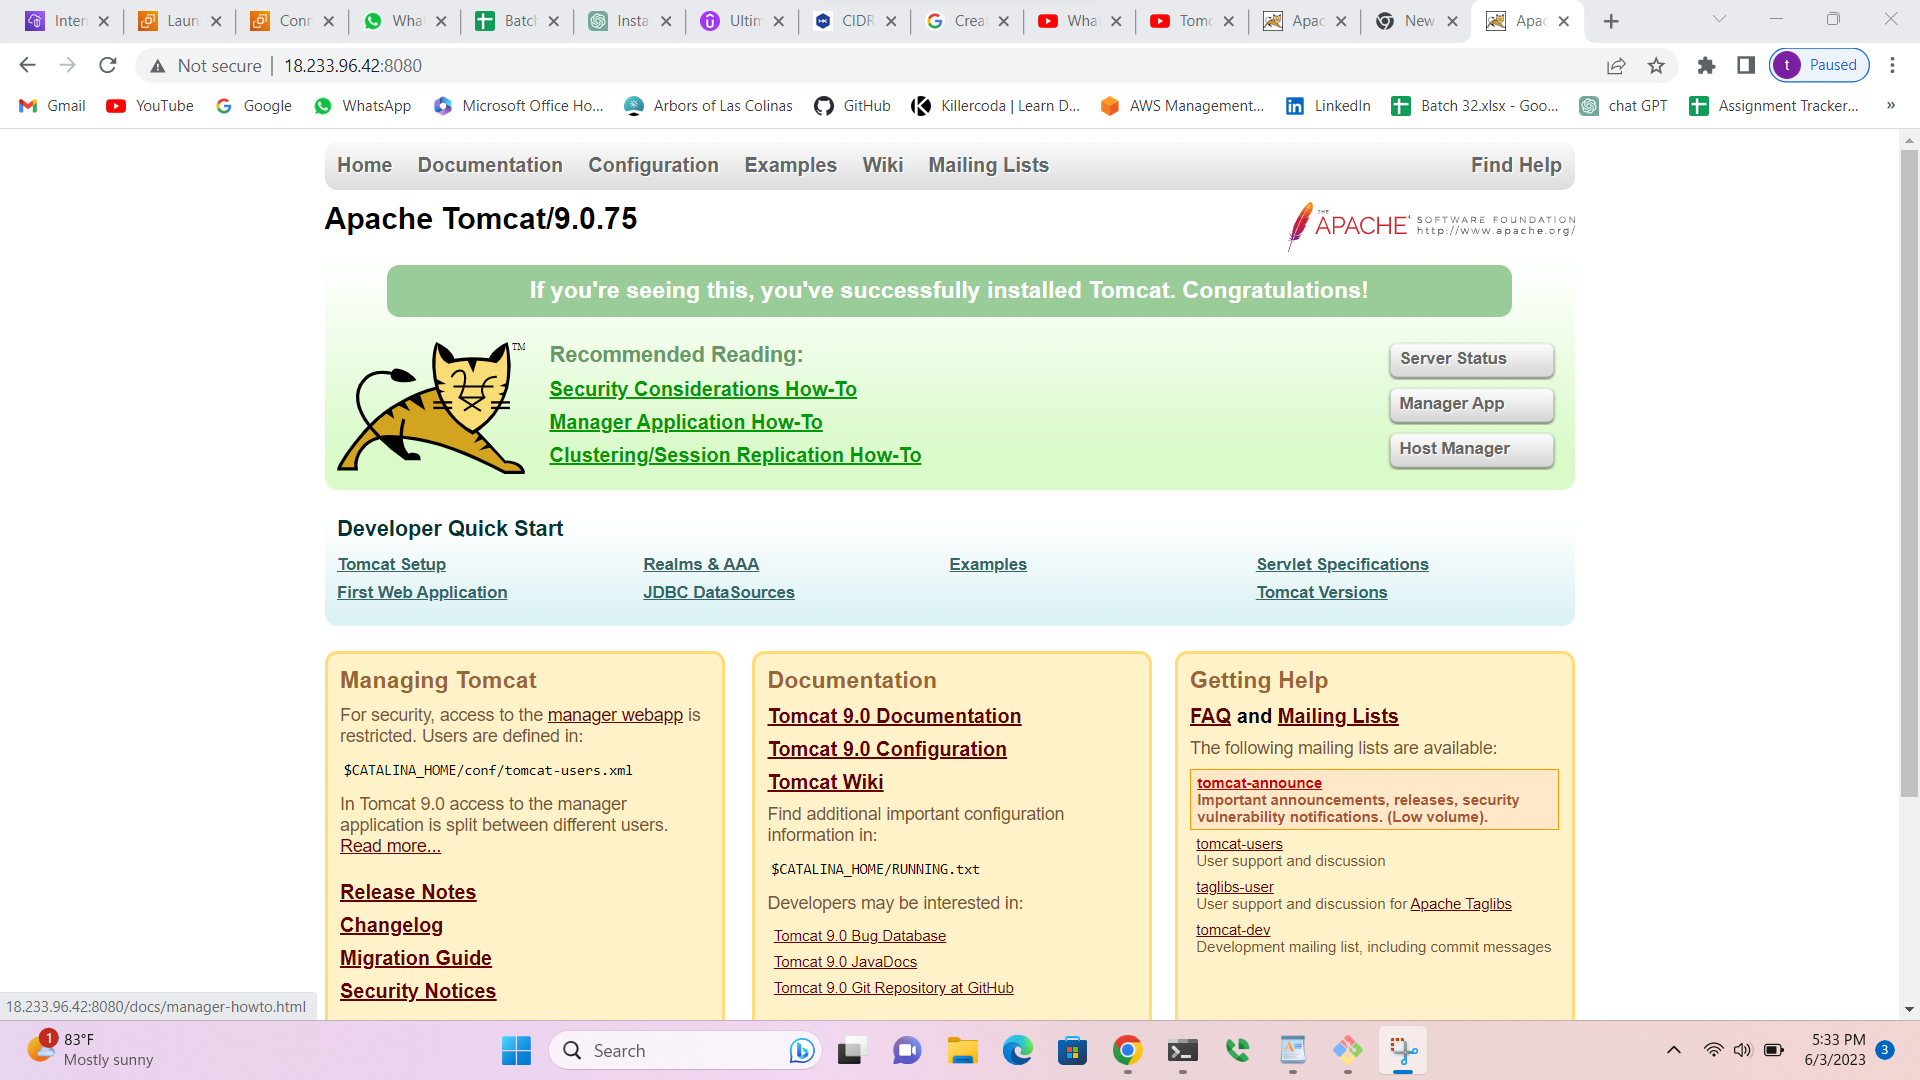 Inter
Laun
Conn
What
Batch
Insta
Ultim
CIDR
Creat
What
Tomc
Apac
New
Apac
Not secure
18.233.96.42:8080
t
Paused
Gmail
YouTube
Google
WhatsApp
Microsoft Office Ho...
Arbors of Las Colinas
GitHub
Killercoda | Learn D...
AWS Management...
LinkedIn
Batch 32.xlsx - Goo...
chat GPT
Assignment Tracker...
»
Home
Documentation
Configuration
Examples
Wiki
Mailing Lists
Find Help
Apache Tomcat/9.0.75
THE
APACHE
SOFTWARE FOUNDATION
http://www.apache.org/
If you're seeing this, you've successfully installed Tomcat. Congratulations!
TM
Recommended Reading:
Security Considerations How-To
Manager Application How-To
Clustering/Session Replication How-To
Server Status
Manager App
Host Manager
Developer Quick Start
Tomcat Setup
First Web Application
Realms & AAA
JDBC DataSources
Examples
Servlet Specifications
Tomcat Versions
Managing Tomcat
For security, access to the manager webapp is
restricted. Users are defined in:
$CATALINA_HOME/conf/tomcat-users.xml
In Tomcat 9.0 access to the manager
application is split between different users.
Read more...
Release Notes
Changelog
Migration Guide
Security Notices
Documentation
Tomcat 9.0 Documentation
Tomcat 9.0 Configuration
Tomcat Wiki
Find additional important configuration
information in:
$CATALINA_HOME/RUNNING.txt
Developers may be interested in:
Tomcat 9.0 Bug Database
Tomcat 9.0 JavaDocs
Tomcat 9.0 Git Repository at GitHub
Getting Help
FAQ and Mailing Lists
The following mailing lists are available:
tomcat-announce
Important announcements, releases, security
vulnerability notifications. (Low volume).
tomcat-users
User support and discussion
taglibs-user
User support and discussion for Apache Taglibs
tomcat-dev
Development mailing list, including commit messages
18.233.96.42:8080/docs/manager-howto.html
1
83°F
Mostly sunny
Search
5:33 PM
6/3/2023
3